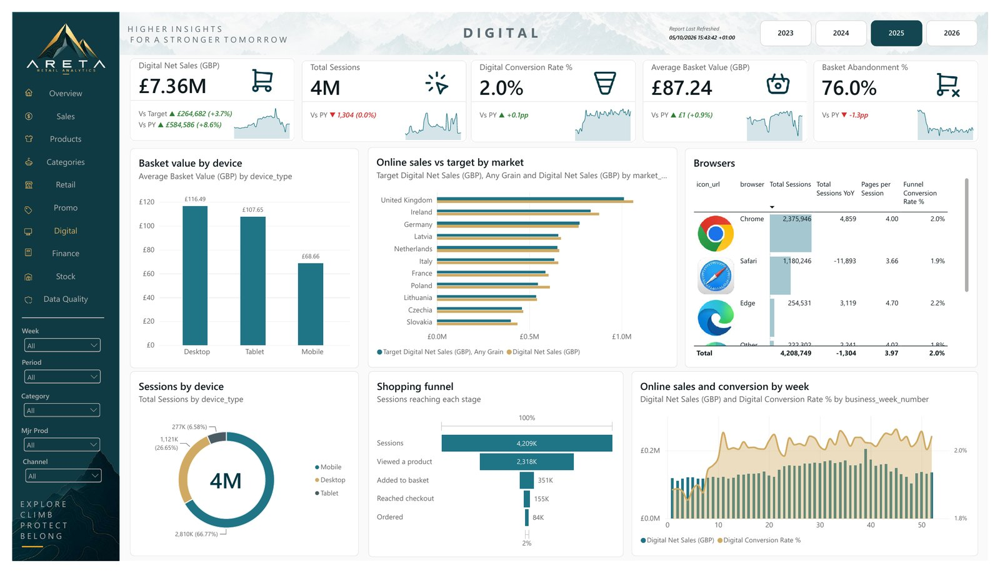 ARETA
RETAIL ANALYTICS
Overview
Sales
Products
Categories
Retail
Promo
Digital
Finance
Stock
Data Quality
Week
All
Period
All
Category
All
Mjr Prod
All
Channel
All
EXPLORE
CLIMB
PROTECT
BELONG
HIGHER INSIGHTS
FOR A STRONGER TOMORROW
DIGITAL
Report Last Refreshed
05/10/2026 15:43:42 +01:00
2023
2024
2025
2026
Digital Net Sales (GBP)
£7.36M
Vs Target ▲ £264,682 (+3.7%)
Vs PY ▲ £584,586 (+8.6%)
Total Sessions
4M
Vs PY ▼ 1,304 (0.0%)
Digital Conversion Rate %
2.0%
Vs PY ▲ +0.1pp
Average Basket Value (GBP)
£87.24
Vs PY ▲ £1 (+0.9%)
Basket Abandonment %
76.0%
Vs PY ▼ -1.3pp
Basket value by device
Average Basket Value (GBP) by device_type
£120
£100
£80
£60
£40
£20
£0
£116.49
£107.65
£68.66
Desktop
Tablet
Mobile
Online sales vs target by market
Target Digital Net Sales (GBP), Any Grain and Digital Net Sales (GBP) by market_...
United Kingdom
Ireland
Germany
Latvia
Netherlands
Italy
France
Poland
Lithuania
Czechia
Slovakia
£0.0M
£0.5M
£1.0M
Target Digital Net Sales (GBP), Any Grain
Digital Net Sales (GBP)
Browsers
icon_url browser Total Sessions Total Sessions YoY Pages per Session Funnel Conversion Rate %
Chrome 2,375,946 4,859 4.00 2.0%
Safari 1,180,246 -11,893 3.66 1.9%
Edge 254,531 3,119 4.70 2.2%
Other 222,302 2,241 4.02 1.8%
Total 4,208,749 -1,304 3.97 2.0%
Sessions by device
Total Sessions by device_type
277K (6.58%)
1,121K
(26.65%)
4M
2,810K (66.77%)
Mobile
Desktop
Tablet
Shopping funnel
Sessions reaching each stage
100%
Sessions 4,209K
Viewed a product 2,318K
Added to basket 351K
Reached checkout 155K
Ordered 84K
2%
Online sales and conversion by week
Digital Net Sales (GBP) and Digital Conversion Rate % by business_week_number
£0.2M
£0.0M
2.0%
1.8%
0
10
20
30
40
50
Digital Net Sales (GBP)
Digital Conversion Rate %